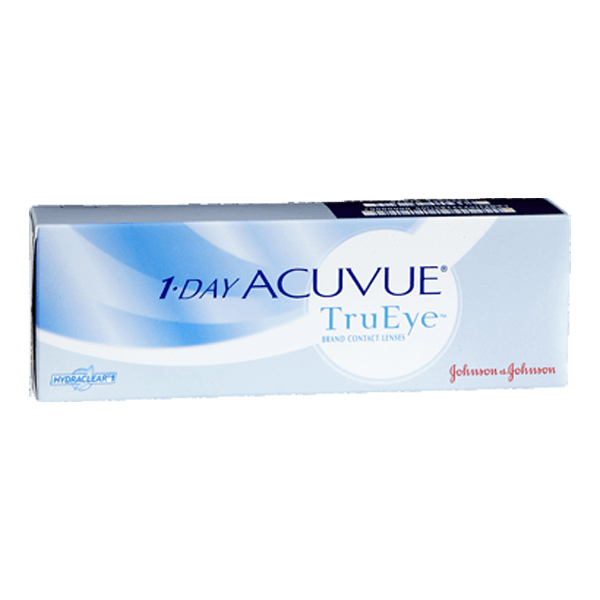 1·DAY ACUVUE®
TruEye™
BRAND CONTACT LENSES
HYDRACLEAR®1
Johnson & Johnson